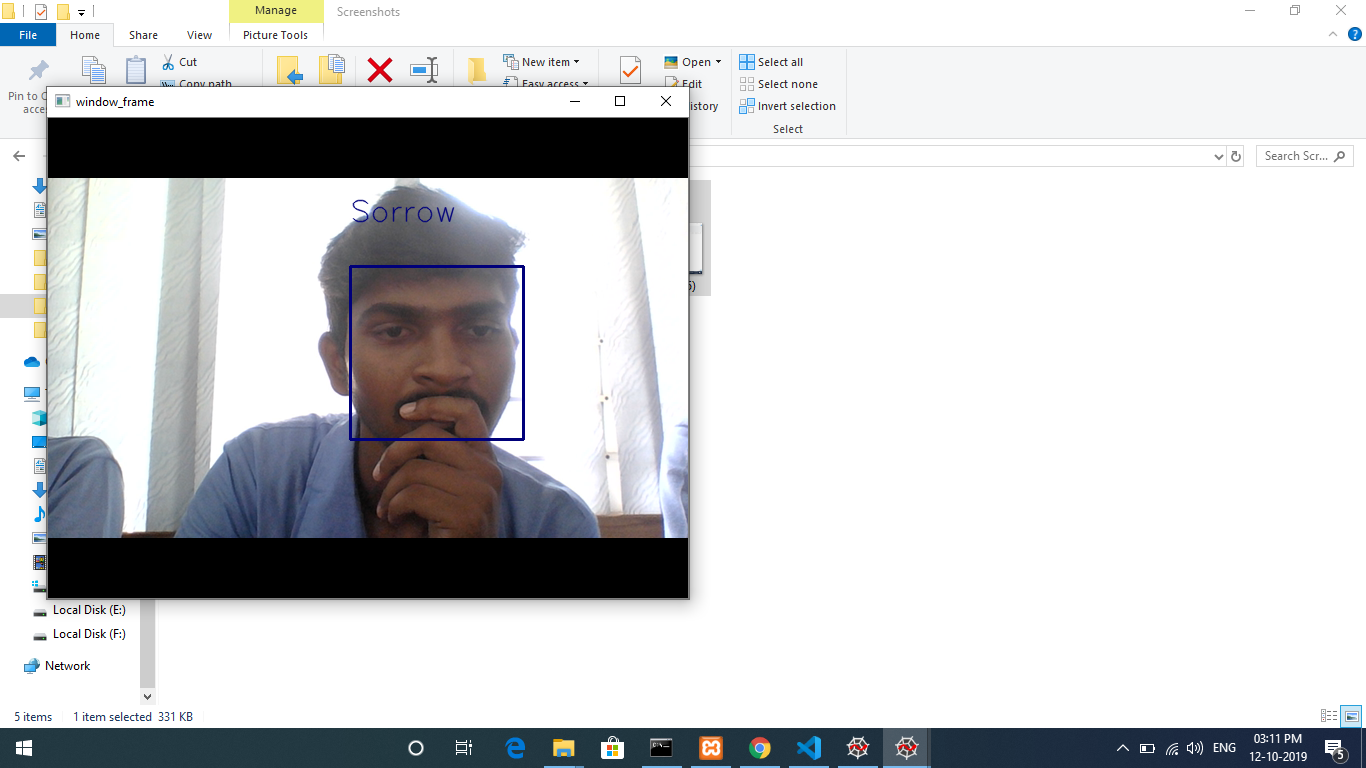 Manage
Screenshots
File
Home
Share
View
Picture Tools
Cut
New item
Open
Select all
Copy path
Easy access
Edit
Select none
Pin to
Invert selection
Select
window_frame
Search Scr...
Sorrow
Local Disk (E:)
Local Disk (F:)
Network
5 items
1 item selected 331 KB
ENG
03:11 PM
12-10-2019
5